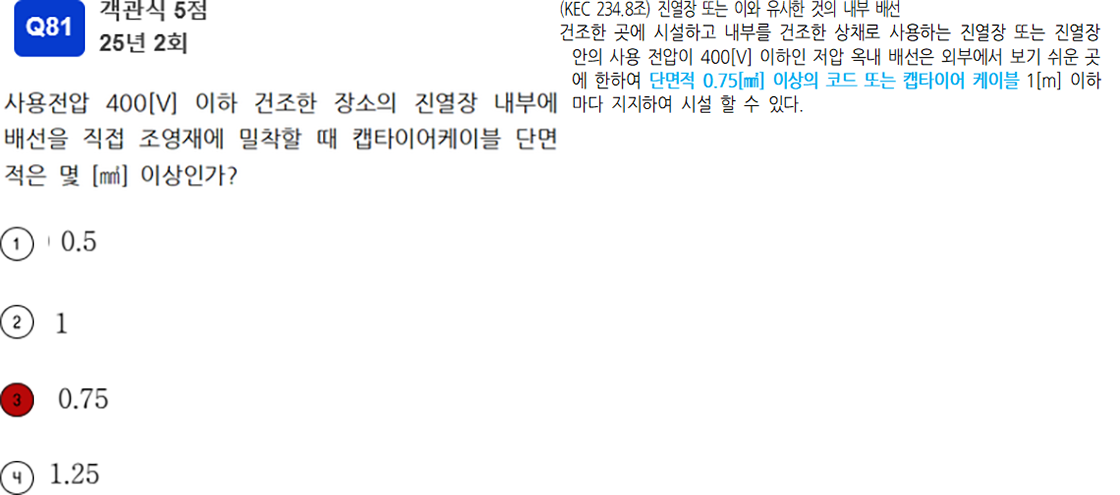 Q81
객관식 5점
25년 2회
사용전압 400[V] 이하 건조한 장소의 진열장 내부에
배선을 직접 조영재에 밀착할 때 캡타이어케이블 단면
적은 몇 [㎟] 이상인가?
1 0.5
2 1
3 0.75
4 1.25
(KEC 234.8조) 진열장 또는 이와 유사한 것의 내부 배선
건조한 곳에 시설하고 내부를 건조한 상채로 사용하는 진열장 또는 진열장
안의 사용 전압이 400[V] 이하인 저압 옥내 배선은 외부에서 보기 쉬운 곳
에 한하여 단면적 0.75[㎟] 이상의 코드 또는 캡타이어 케이블 1[m] 이하
마다 지지하여 시설 할 수 있다.